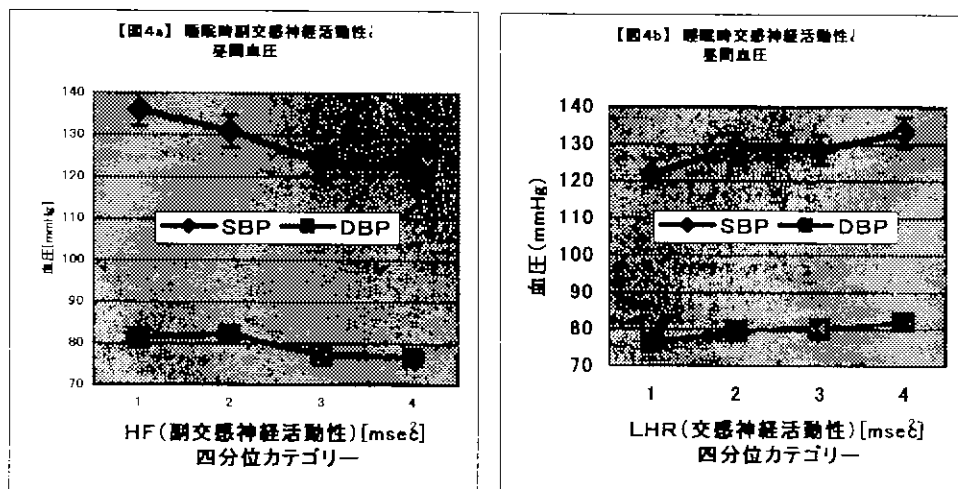 【図4a】 睡眠時副交感神経活動性と
昼間血圧
140
130
120
110
100
90
80
70
血圧[mmHg]
SBP
DBP
1
2
3
4
HF(副交感神経活動性)[msec²]
四分位カテゴリー
【図4b】 睡眠時交感神経活動性と
昼間血圧
140
130
120
110
100
90
80
70
血圧(mmHg)
SBP
DBP
1
2
3
4
LHR(交感神経活動性)[msec²]
四分位カテゴリー